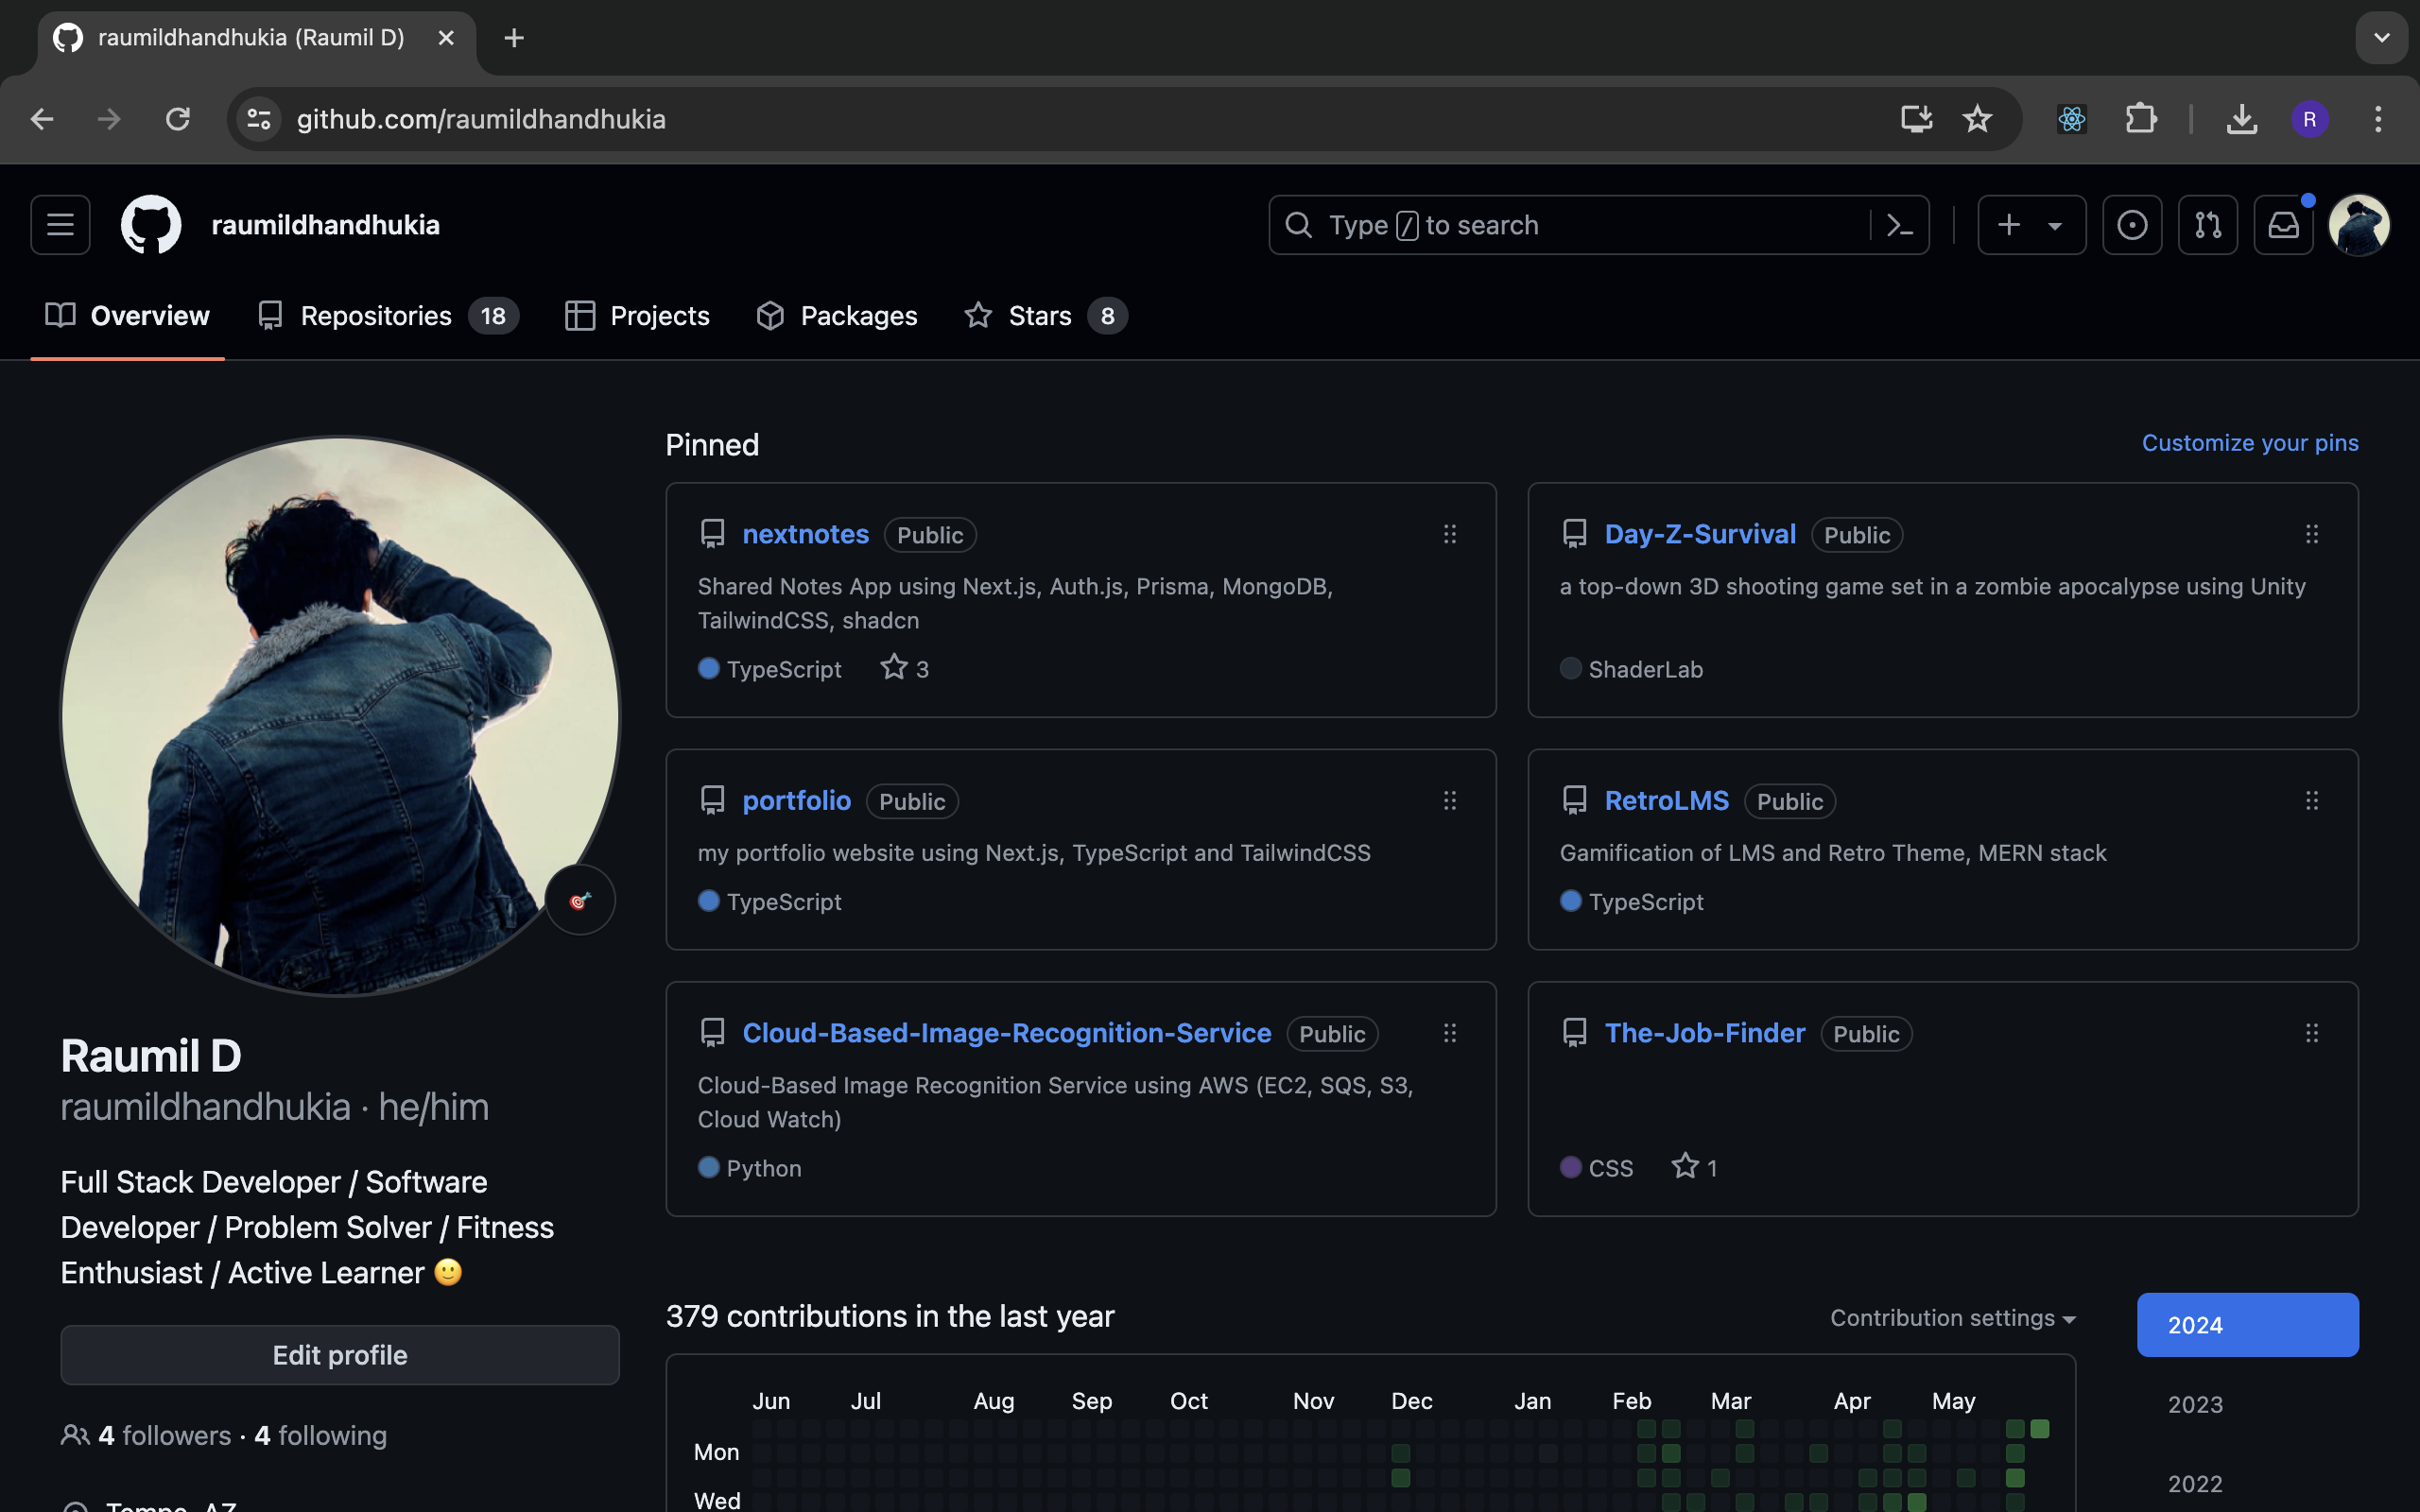 raumildhandhukia (Raumil D)
github.com/raumildhandhukia
R
raumildhandhukia
Type / to search
Overview
Repositories 18
Projects
Packages
Stars 8
Pinned
Customize your pins
nextnotes Public
Shared Notes App using Next.js, Auth.js, Prisma, MongoDB,
TailwindCSS, shadcn
TypeScript 3
Day-Z-Survival Public
a top-down 3D shooting game set in a zombie apocalypse using Unity
ShaderLab
portfolio Public
my portfolio website using Next.js, TypeScript and TailwindCSS
TypeScript
RetroLMS Public
Gamification of LMS and Retro Theme, MERN stack
TypeScript
Cloud-Based-Image-Recognition-Service Public
Cloud-Based Image Recognition Service using AWS (EC2, SQS, S3,
Cloud Watch)
Python
The-Job-Finder Public
CSS 1
Raumil D
raumildhandhukia · he/him
Full Stack Developer / Software
Developer / Problem Solver / Fitness
Enthusiast / Active Learner 🙂
Edit profile
4 followers · 4 following
Tempe, AZ
379 contributions in the last year
Contribution settings
2024
2023
2022
Jun Jul Aug Sep Oct Nov Dec Jan Feb Mar Apr May
Mon
Wed